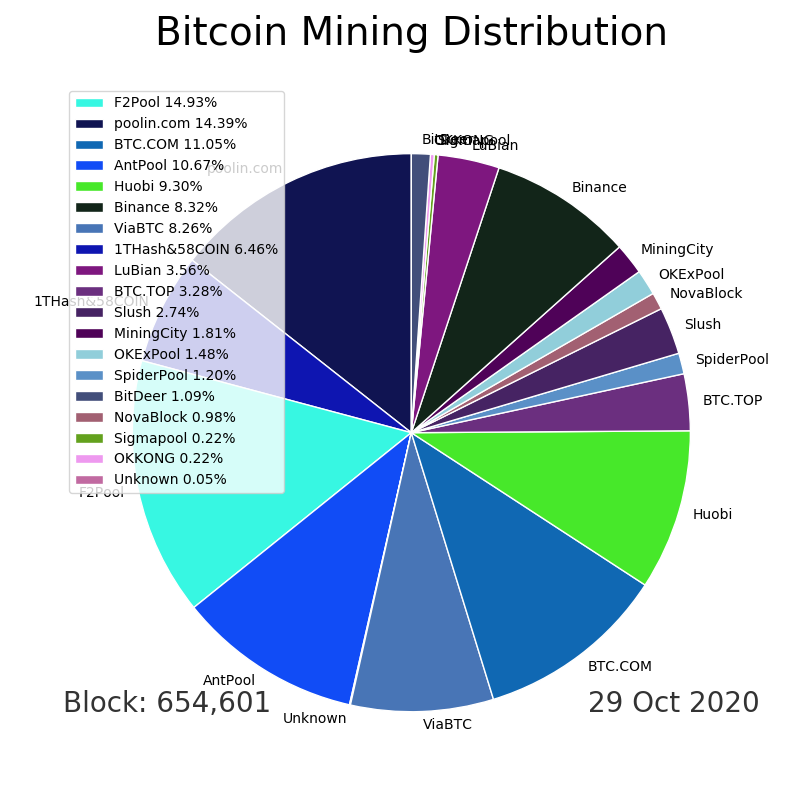 Bitcoin Mining Distribution
F2Pool 14.93%
poolin.com 14.39%
BTC.COM 11.05%
AntPool 10.67%
Huobi 9.30%
Binance 8.32%
ViaBTC 8.26%
1THash&58COIN 6.46%
LuBian 3.56%
BTC.TOP 3.28%
Slush 2.74%
MiningCity 1.81%
OKExPool 1.48%
SpiderPool 1.20%
BitDeer 1.09%
NovaBlock 0.98%
Sigmapool 0.22%
OKKONG 0.22%
Unknown 0.05%
LuBian
Binance
MiningCity
OKExPool
NovaBlock
Slush
SpiderPool
BTC.TOP
Huobi
BTC.COM
ViaBTC
Unknown
AntPool
F2Pool
1THash&58COIN
poolin.com
Block: 654,601
29 Oct 2020